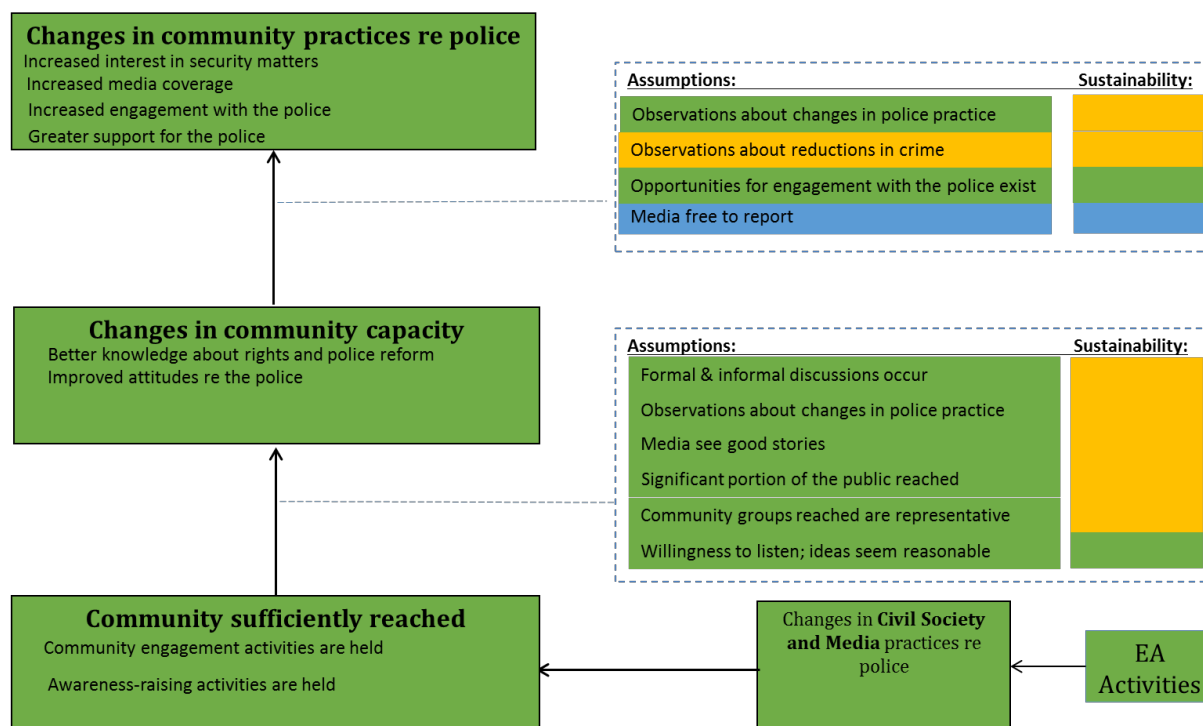 Changes in community practices re police
Increased interest in security matters
Increased media coverage
Increased engagement with the police
Greater support for the police
Assumptions:
Sustainability:
Observations about changes in police practice
Observations about reductions in crime
Opportunities for engagement with the police exist
Media free to report
Changes in community capacity
Better knowledge about rights and police reform
Improved attitudes re the police
Assumptions:
Sustainability:
Formal & informal discussions occur
Observations about changes in police practice
Media see good stories
Significant portion of the public reached
Community groups reached are representative
Willingness to listen; ideas seem reasonable
Community sufficiently reached
Community engagement activities are held
Awareness-raising activities are held
Changes in Civil Society
and Media practices re
police
EA
Activities